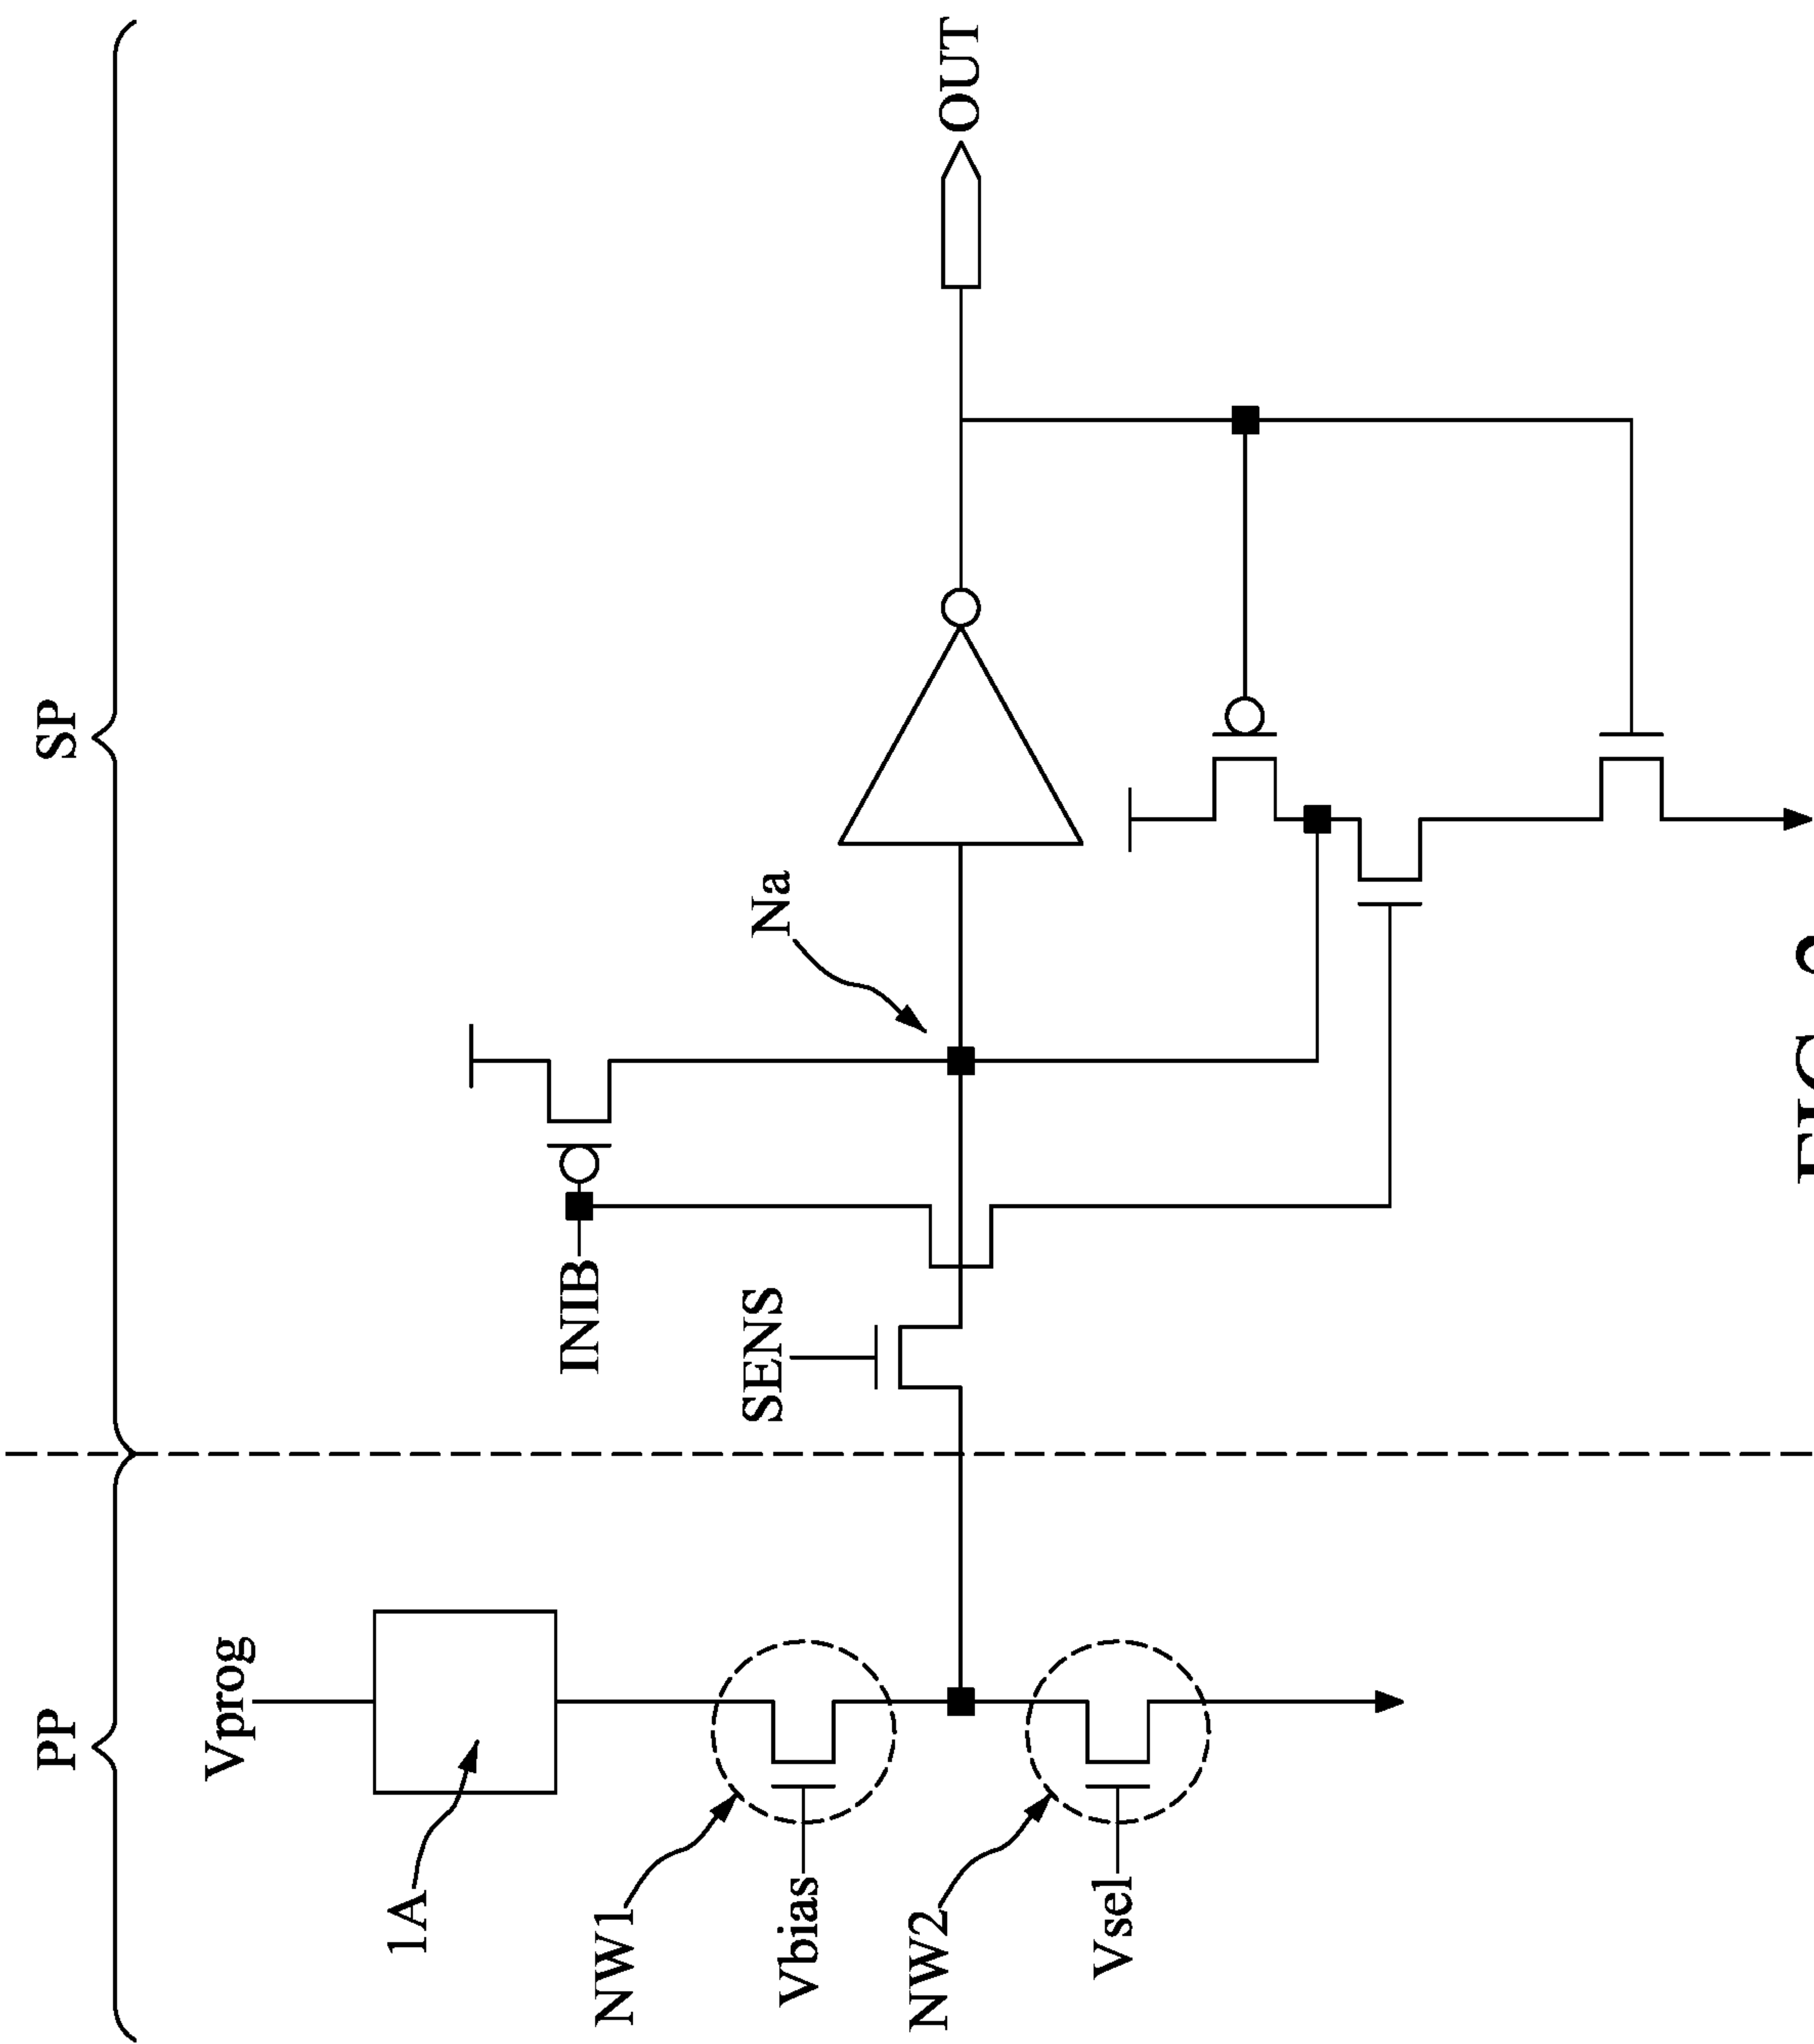 PP
SP
Vprog
1A
NW1
Vbias
NW2
Vsel
SENS
INIB
Na
OUT